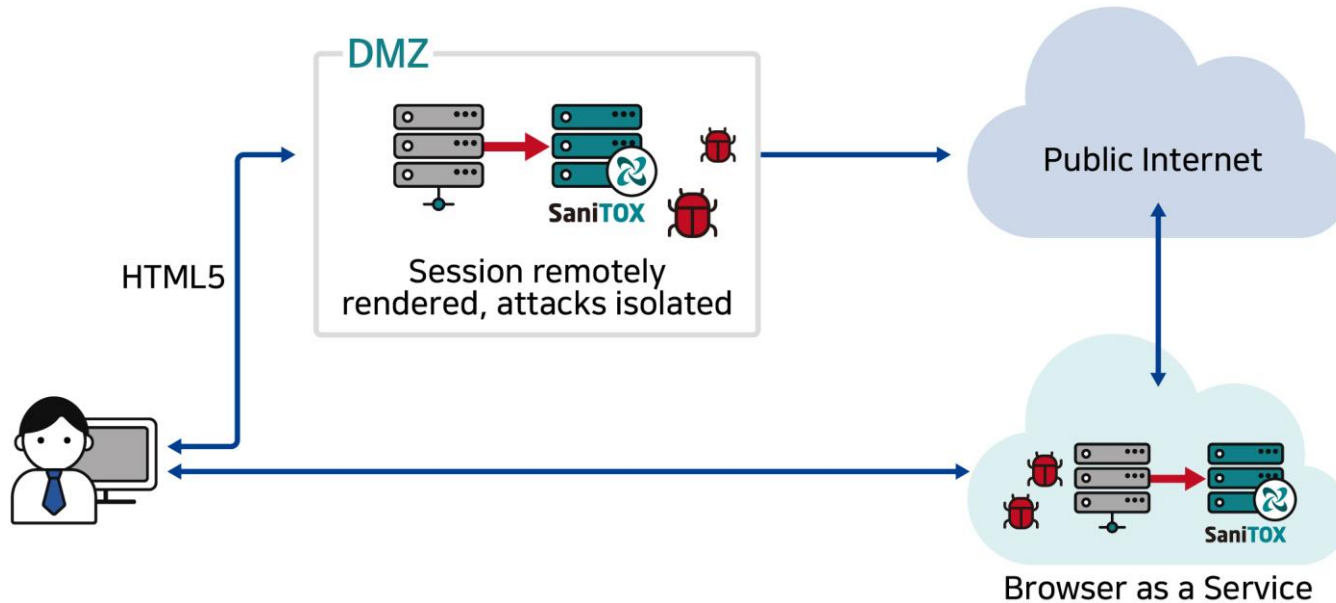 DMZ
SaniTOX
Session remotely
rendered, attacks isolated
HTML5
Public Internet
SaniTOX
Browser as a Service